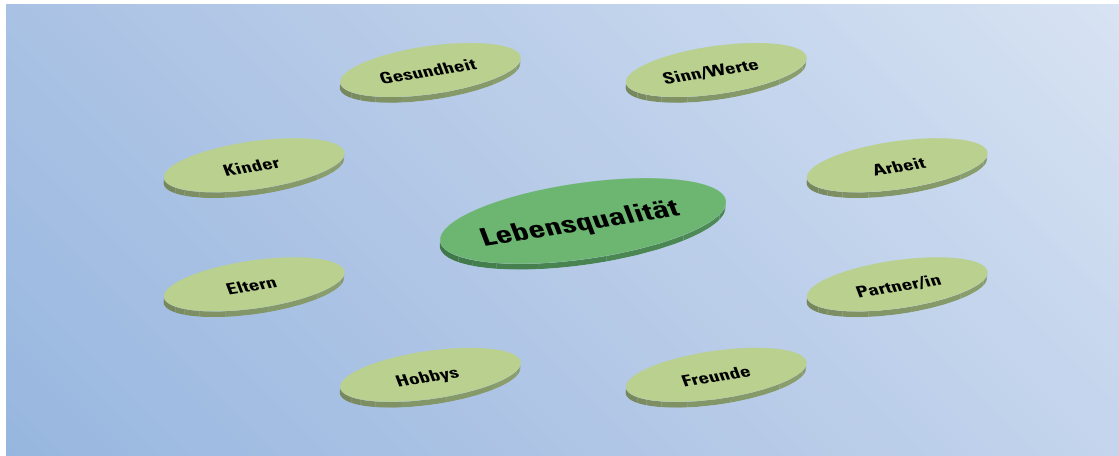 Gesundheit
Sinn/Werte
Kinder
Arbeit
Lebensqualität
Eltern
Partner/in
Hobbys
Freunde